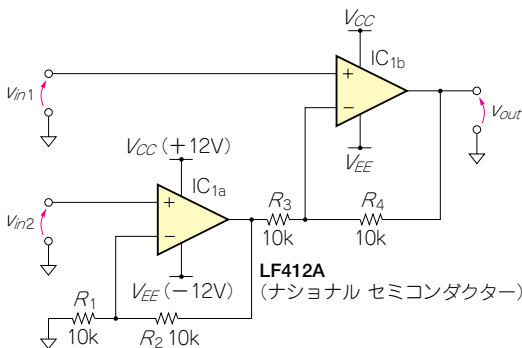 VCC
IC1b
vin1
+
−
vout
VCC(+12V)
VEE
IC1a
R3
R4
vin2
+
−
10k
10k
LF412A
(ナショナル セミコンダクター)
VEE(−12V)
R1
10k
R2 10k